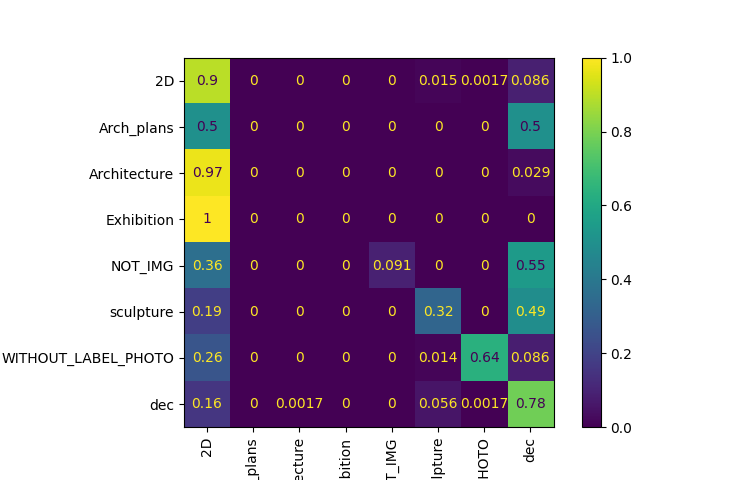 2D 0.9 0 0 0 0 0.015 0.0017 0.086
Arch_plans 0.5 0 0 0 0 0 0 0.5
Architecture 0.97 0 0 0 0 0 0 0.029
Exhibition 1 0 0 0 0 0 0 0
NOT_IMG 0.36 0 0 0 0.091 0 0 0.55
sculpture 0.19 0 0 0 0 0.32 0 0.49
WITHOUT_LABEL_PHOTO 0.26 0 0 0 0 0.014 0.64 0.086
dec 0.16 0 0.0017 0 0 0.056 0.0017 0.78
2D _plans ecture bition T_IMG lpture HOTO dec
1.0
0.8
0.6
0.4
0.2
0.0